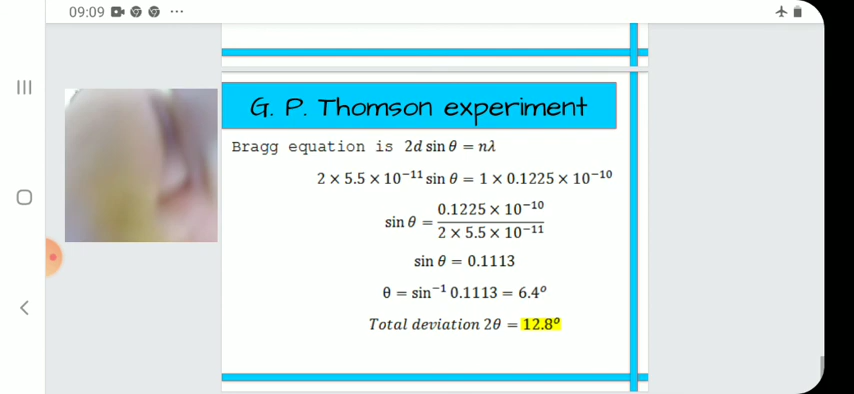 09:09
G. P. Thomson experiment
Bragg equation is 2d sin θ = nλ
2 × 5.5 × 10⁻¹¹ sin θ = 1 × 0.1225 × 10⁻¹⁰
sin θ = 0.1225 × 10⁻¹⁰ / 2 × 5.5 × 10⁻¹¹
sin θ = 0.1113
θ = sin⁻¹ 0.1113 = 6.4ᵒ
Total deviation 2θ = 12.8ᵒ